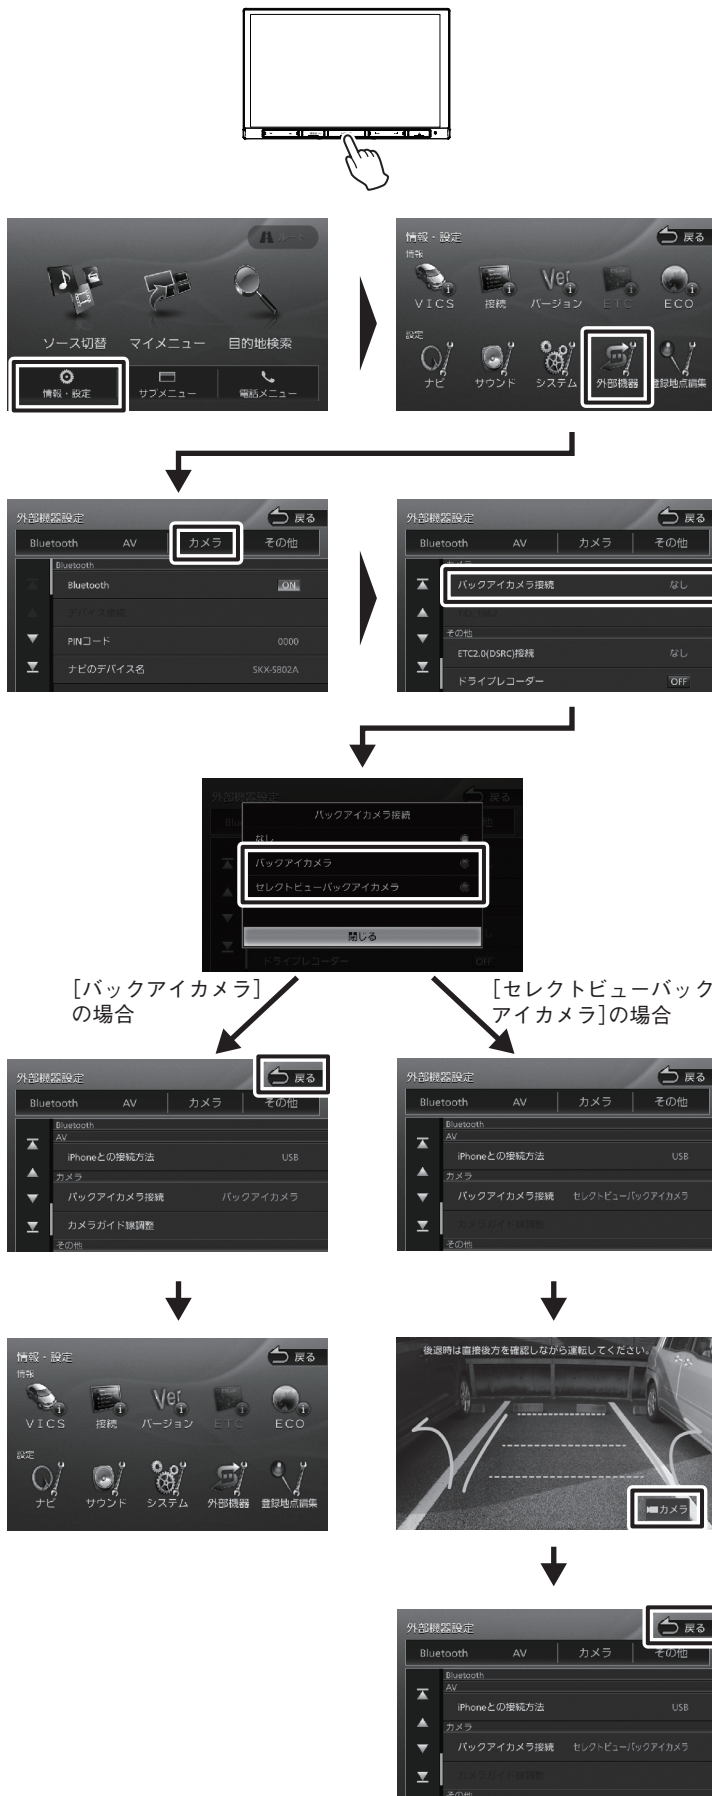 ルート
ソース切替 マイメニュー 目的地検索
情報・設定 サブメニュー 電話メニュー
情報・設定 戻る
情報
VICS 接続 バージョン ETC ECO
Ver
設定
ナビ サウンド システム 外部機器 登録地点編集
外部機器設定 戻る
Bluetooth AV カメラ その他
Bluetooth
Bluetooth ON
デバイス接続
PINコード 0000
ナビのデバイス名 SKX-S802A
外部機器設定 戻る
Bluetooth AV カメラ その他
カメラ
バックアイカメラ接続 なし
その他
ETC2.0(DSRC)接続 なし
ドライブレコーダー OFF
外部機器設定 戻る
バックアイカメラ接続
なし
バックアイカメラ
セレクトビューバックアイカメラ
閉じる
ドライブレコーダー OFF
[バックアイカメラ]
の場合
[セレクトビューバック
アイカメラ]の場合
外部機器設定 戻る
Bluetooth AV カメラ その他
Bluetooth
AV
iPhoneとの接続方法 USB
カメラ
バックアイカメラ接続 バックアイカメラ
カメラガイド線調整
その他
外部機器設定 戻る
Bluetooth AV カメラ その他
Bluetooth
AV
iPhoneとの接続方法 USB
カメラ
バックアイカメラ接続 セレクトビューバックアイカメラ
カメラガイド線調整
その他
情報・設定 戻る
情報
Ver
VICS 接続 バージョン ETC ECO
設定
ナビ サウンド システム 外部機器 登録地点編集
後退時は直接後方を確認しながら運転してください。
カメラ
外部機器設定 戻る
Bluetooth AV カメラ その他
Bluetooth
AV
iPhoneとの接続方法 USB
カメラ
バックアイカメラ接続 セレクトビューバックアイカメラ
カメラガイド線調整
その他